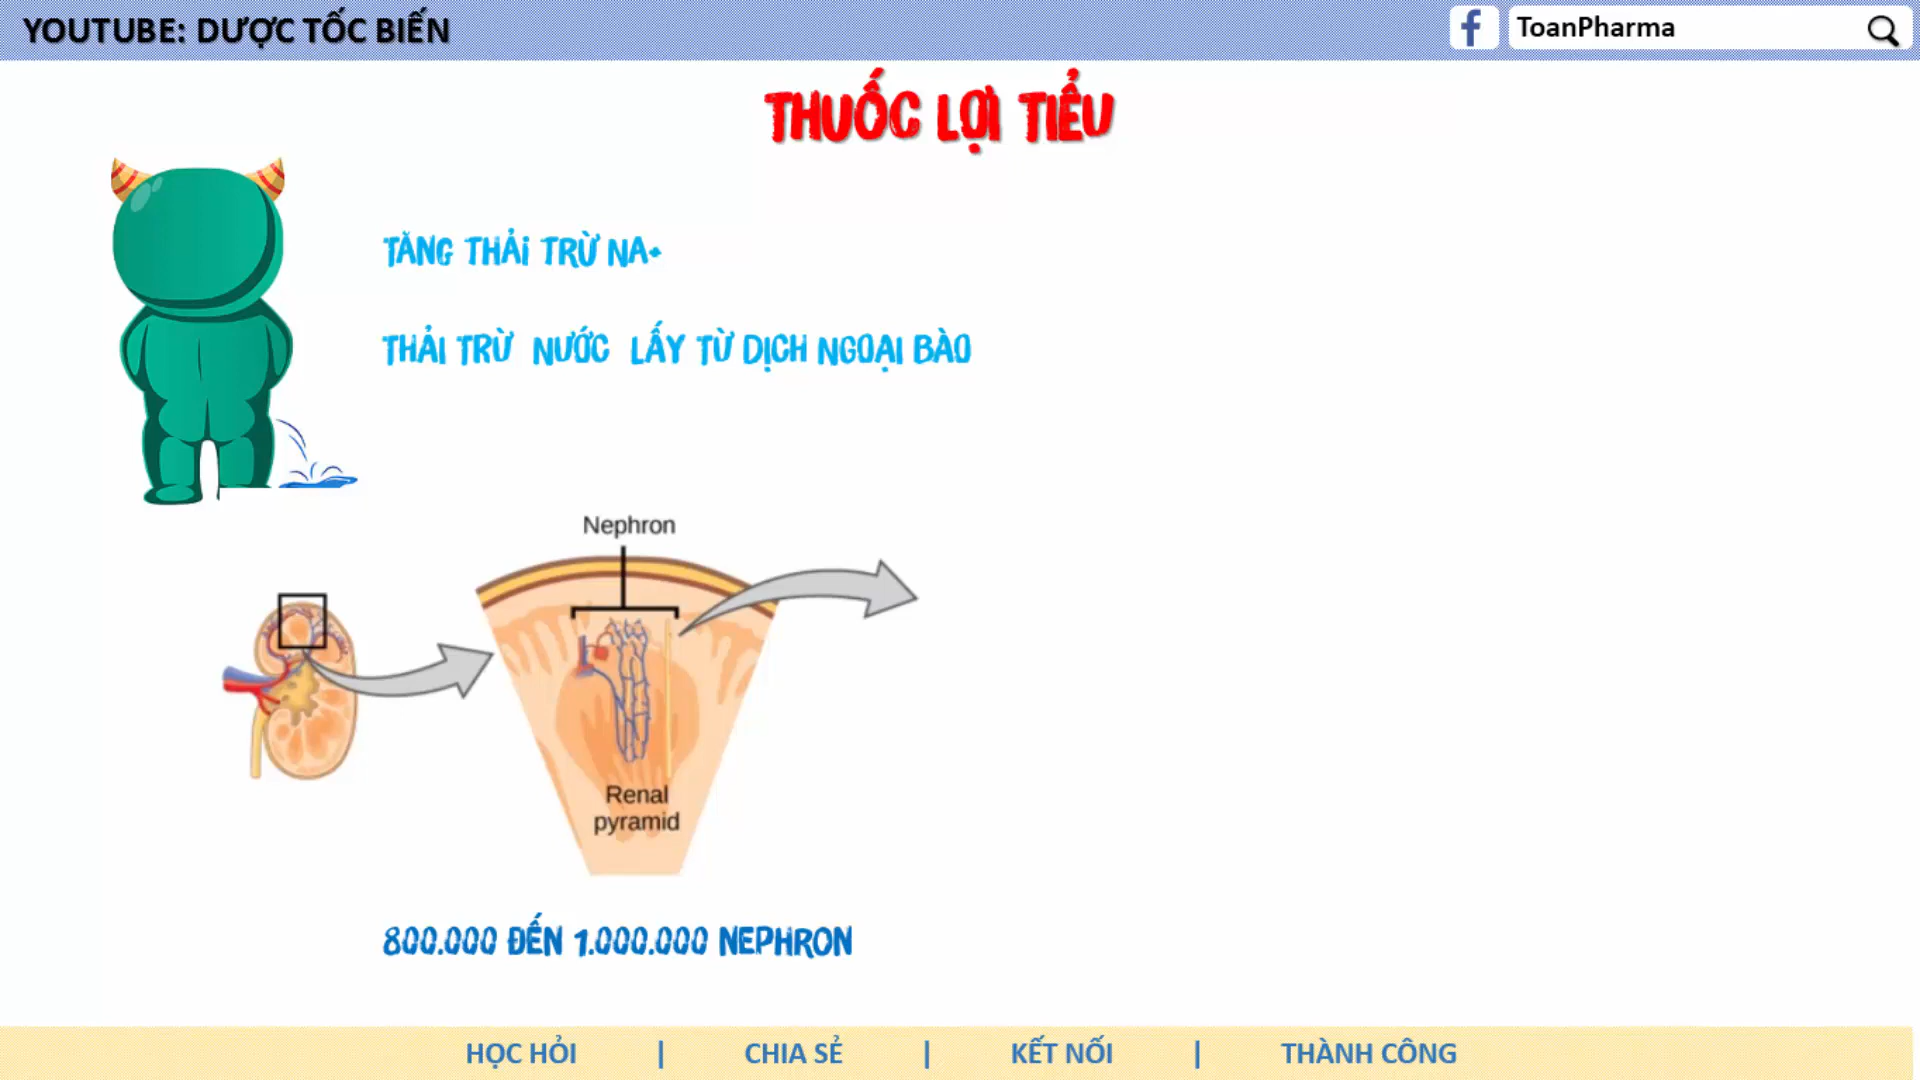 YOUTUBE: DƯỢC TỐC BIẾN
ToanPharma
THUỐC LỢI TIỂU
TĂNG THẢI TRỪ NA+
THẢI TRỪ NƯỚC LẤY TỪ DỊCH NGOẠI BÀO
Nephron
Renal
pyramid
800.000 ĐẾN 1.000.000 NEPHRON
HỌC HỎI | CHIA SẺ | KẾT NỐI | THÀNH CÔNG